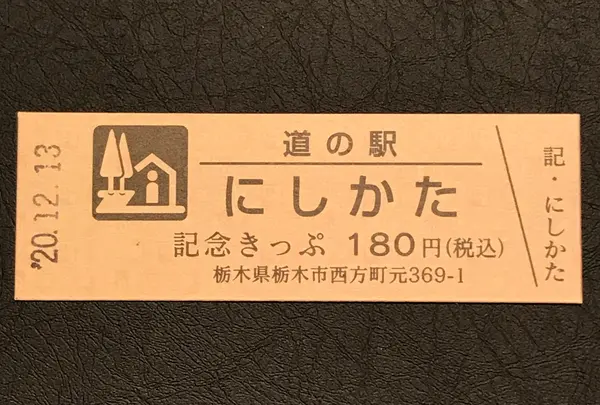 '20.12.13
道の駅
にしかた
記念きっぷ 180円(税込)
栃木県栃木市西方町元369-1
記・にしかた